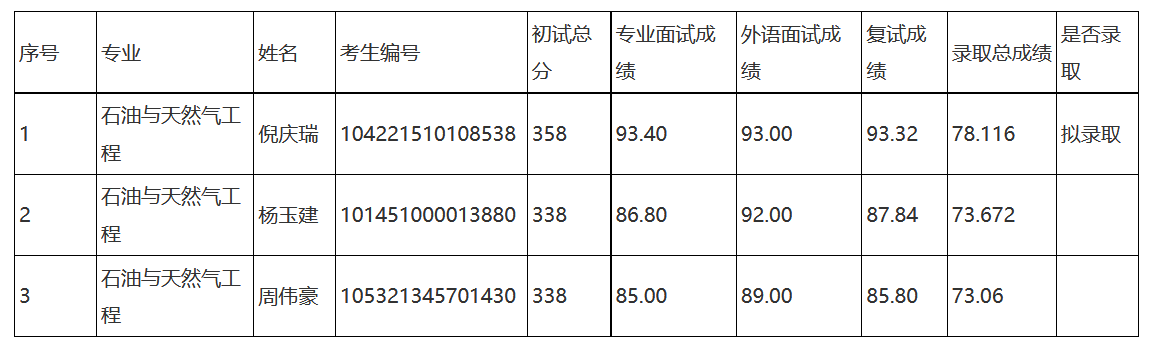 序号 专业 姓名 考生编号 初试总分 专业面试成绩 外语面试成绩 复试成绩 录取总成绩 是否录取
1 石油与天然气工程 倪庆瑞 104221510108538 358 93.40 93.00 93.32 78.116 拟录取
2 石油与天然气工程 杨玉建 101451000013880 338 86.80 92.00 87.84 73.672
3 石油与天然气工程 周伟豪 105321345701430 338 85.00 89.00 85.80 73.06